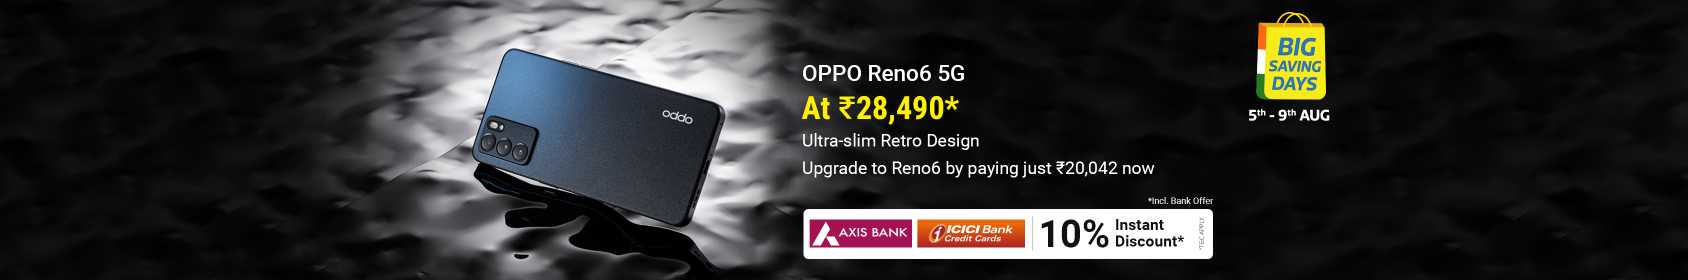 oppo
OPPO Reno6 5G
At ₹28,490*
Ultra-slim Retro Design
Upgrade to Reno6 by paying just ₹20,042 now
*Incl. Bank Offer
AXIS BANK
ICICI Bank
Credit Cards
10% Instant
Discount*
*T&C APPLY
BIG
SAVING
DAYS
5th - 9th AUG